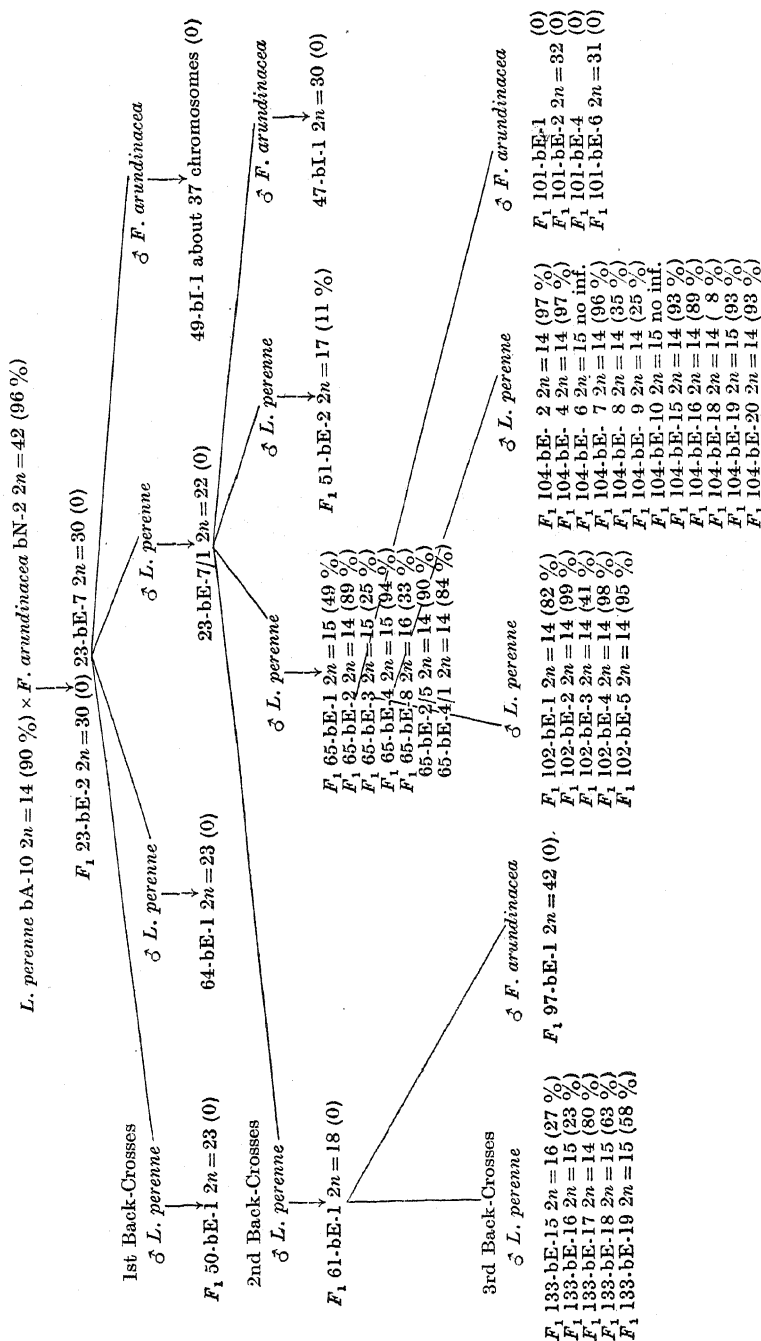 L. perenne bA-10 2n=14 (90 %) × F. arundinacea bN-2 2n=42 (96 %)
F₁ 23-bE-2 2n=30 (0) 23-bE-7 2n=30 (0)
1st Back-Crosses
♂ L. perenne
♂ L. perenne
♂ L. perenne
♂ F. arundinacea
F₁ 50-bE-1 2n=23 (0)
64-bE-1 2n=23 (0)
23-bE-7/1 2n=22 (0)
49-bI-1 about 37 chromosomes (0)
2nd Back-Crosses
♂ L. perenne
♂ L. perenne
♂ L. perenne
♂ F. arundinacea
F₁ 61-bE-1 2n=18 (0)
F₁ 65-bE-1 2n=15 (49 %)
F₁ 65-bE-2 2n=14 (89 %)
F₁ 65-bE-3 2n=15 (25 %)
F₁ 65-bE-4 2n=15 (94 %)
F₁ 65-bE-8 2n=16 (33 %)
65-bE-2/5 2n=14 (90 %)
65-bE-4/1 2n=14 (84 %)
F₁ 51-bE-2 2n=17 (11 %)
47-bI-1 2n=30 (0)
3rd Back-Crosses
♂ L. perenne
♂ F. arundinacea
♂ L. perenne
♂ L. perenne
♂ F. arundinacea
F₁ 133-bE-15 2n=16 (27 %)
F₁ 133-bE-16 2n=15 (23 %)
F₁ 133-bE-17 2n=14 (80 %)
F₁ 133-bE-18 2n=15 (63 %)
F₁ 133-bE-19 2n=15 (58 %)
F₁ 97-bE-1 2n=42 (0).
F₁ 102-bE-1 2n=14 (82 %)
F₁ 102-bE-2 2n=14 (99 %)
F₁ 102-bE-3 2n=14 (41 %)
F₁ 102-bE-4 2n=14 (98 %)
F₁ 102-bE-5 2n=14 (95 %)
F₁ 104-bE- 2 2n=14 (97 %)
F₁ 104-bE- 4 2n=14 (97 %)
F₁ 104-bE- 6 2n=15 no inf.
F₁ 104-bE- 7 2n=14 (96 %)
F₁ 104-bE- 8 2n=14 (35 %)
F₁ 104-bE- 9 2n=14 (25 %)
F₁ 104-bE-10 2n=15 no inf.
F₁ 104-bE-15 2n=14 (93 %)
F₁ 104-bE-16 2n=14 (89 %)
F₁ 104-bE-18 2n=14 ( 8 %)
F₁ 104-bE-19 2n=15 (93 %)
F₁ 104-bE-20 2n=14 (93 %)
F₁ 101-bE-1 (0)
F₁ 101-bE-2 2n=32 (0)
F₁ 101-bE-4 (0)
F₁ 101-bE-6 2n=31 (0)